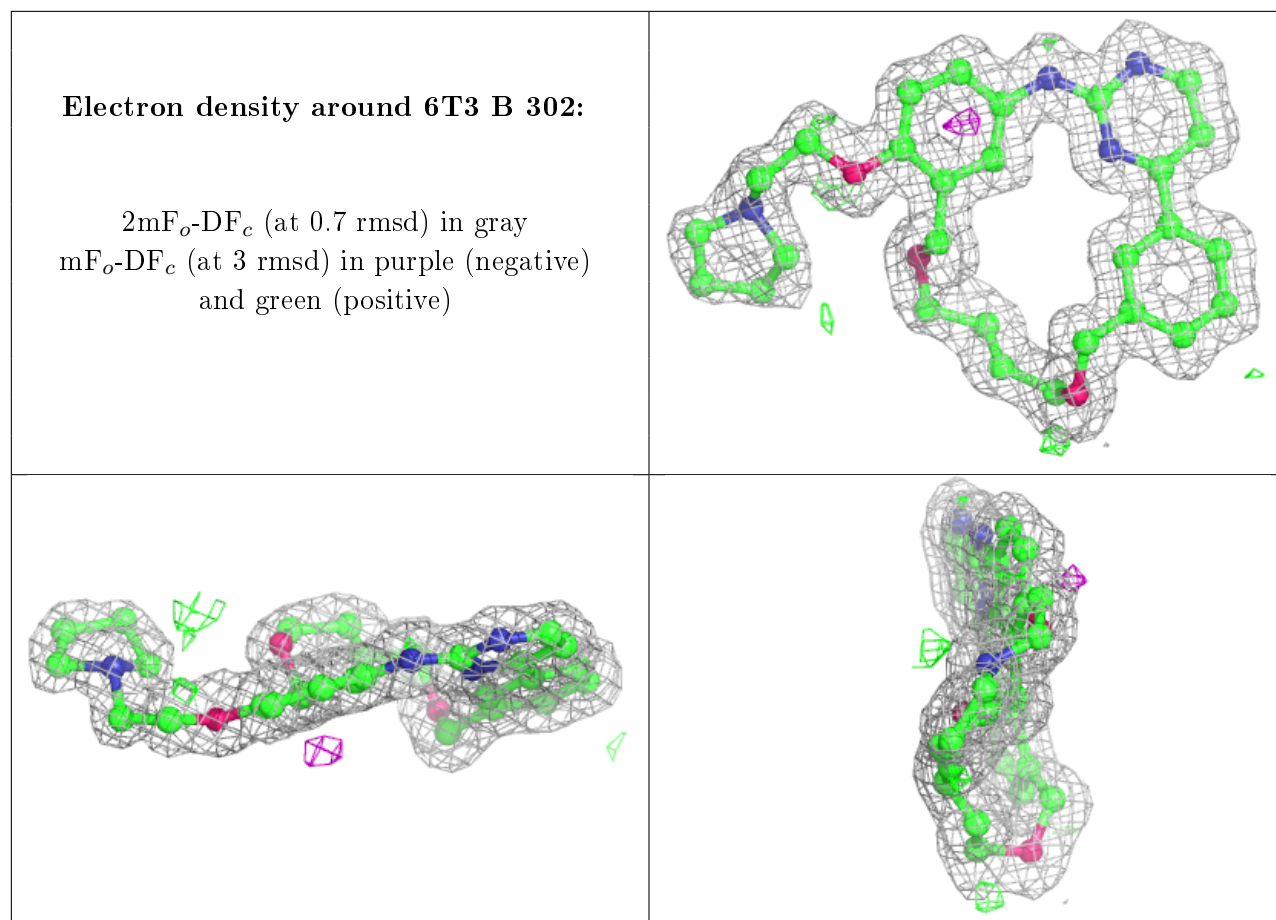 Electron density around 6T3 B 302:
2mFo-DFc (at 0.7 rmsd) in gray
mFo-DFc (at 3 rmsd) in purple (negative)
and green (positive)